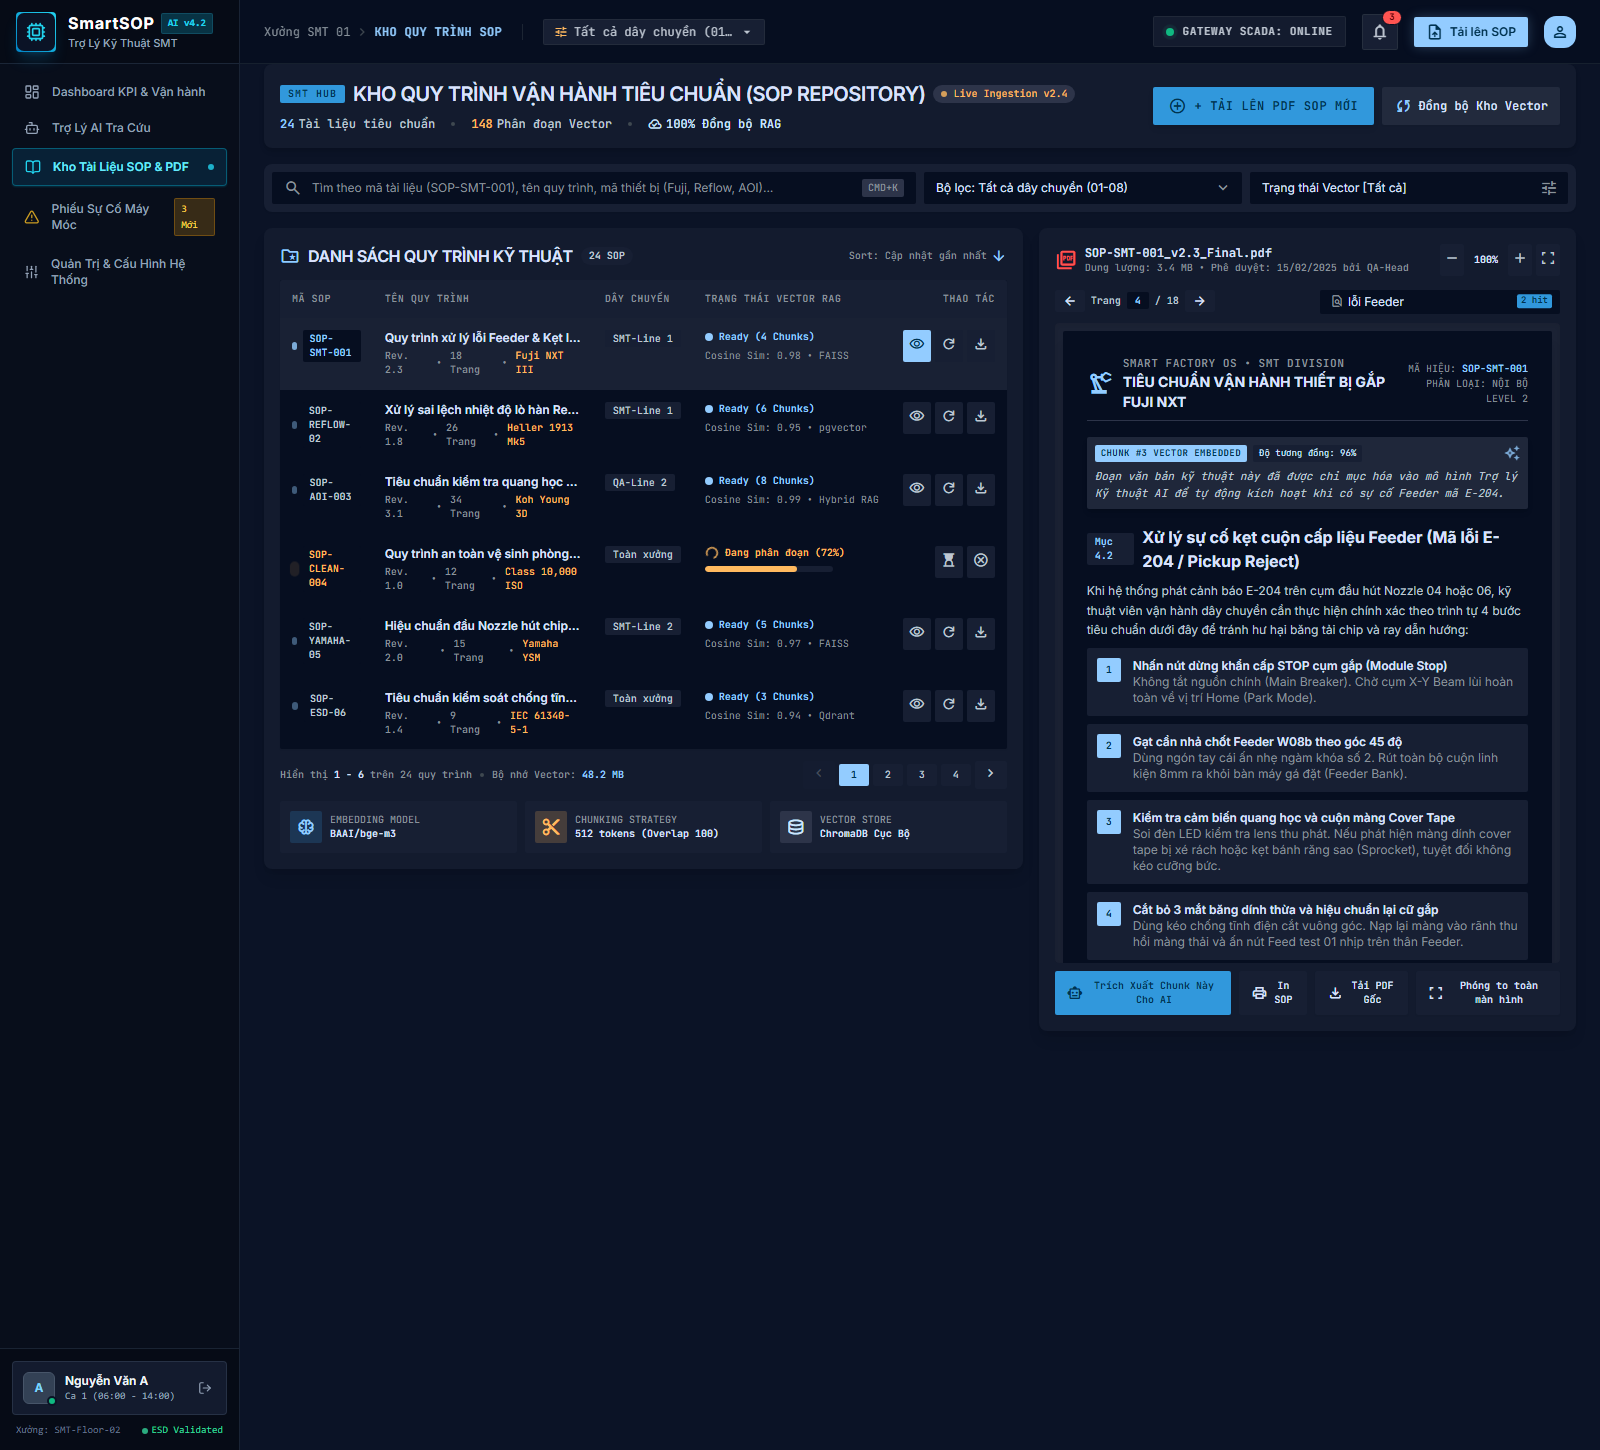 SmartSOP
AI v4.2
Trợ Lý Kỹ Thuật SMT
Dashboard KPI & Vận hành
Trợ Lý AI Tra Cứu
Kho Tài Liệu SOP & PDF
Phiếu Sự Cố Máy
Móc
3
Mới
Quản Trị & Cấu Hình Hệ
Thống
A
Nguyễn Văn A
Ca 1 (06:00 - 14:00)
Xưởng: SMT-Floor-02
ESD Validated
Xưởng SMT 01
KHO QUY TRÌNH SOP
Tất cả dây chuyền (01…
GATEWAY SCADA: ONLINE
3
Tải lên SOP
SMT HUB
KHO QUY TRÌNH VẬN HÀNH TIÊU CHUẨN (SOP REPOSITORY)
Live Ingestion v2.4
24 Tài liệu tiêu chuẩn • 148 Phân đoạn Vector • 100% Đồng bộ RAG
+ TẢI LÊN PDF SOP MỚI
Đồng bộ Kho Vector
Tìm theo mã tài liệu (SOP-SMT-001), tên quy trình, mã thiết bị (Fuji, Reflow, AOI)...
CMD+K
Bộ lọc: Tất cả dây chuyền (01-08)
Trạng thái Vector [Tất cả]
DANH SÁCH QUY TRÌNH KỸ THUẬT
24 SOP
Sort: Cập nhật gần nhất
MÃ SOP
TÊN QUY TRÌNH
DÂY CHUYỀN
TRẠNG THÁI VECTOR RAG
THAO TÁC
SOP-
SMT-001
Quy trình xử lý lỗi Feeder & Kẹt l...
Rev.
2.3
•
18
Trang
•
Fuji NXT
III
SMT-Line 1
Ready (4 Chunks)
Cosine Sim: 0.98 • FAISS
SOP-
REFLOW-
02
Xử lý sai lệch nhiệt độ lò hàn Re...
Rev.
1.8
•
26
Trang
•
Heller 1913
Mk5
SMT-Line 1
Ready (6 Chunks)
Cosine Sim: 0.95 • pgvector
SOP-
AOI-003
Tiêu chuẩn kiểm tra quang học ...
Rev.
3.1
•
34
Trang
•
Koh Young
3D
QA-Line 2
Ready (8 Chunks)
Cosine Sim: 0.99 • Hybrid RAG
SOP-
CLEAN-
004
Quy trình an toàn vệ sinh phòng...
Rev.
1.0
•
12
Trang
•
Class 10,000
ISO
Toàn xưởng
Đang phân đoạn (72%)
SOP-
YAMAHA-
05
Hiệu chuẩn đầu Nozzle hút chip...
Rev.
2.0
•
15
Trang
•
Yamaha
YSM
SMT-Line 2
Ready (5 Chunks)
Cosine Sim: 0.97 • FAISS
SOP-
ESD-06
Tiêu chuẩn kiểm soát chống tĩn...
Rev.
1.4
•
9
Trang
•
IEC 61340-
5-1
Toàn xưởng
Ready (3 Chunks)
Cosine Sim: 0.94 • Qdrant
Hiển thị 1 - 6 trên 24 quy trình • Bộ nhớ Vector: 48.2 MB
1
2
3
4
EMBEDDING MODEL
BAAI/bge-m3
CHUNKING STRATEGY
512 tokens (Overlap 100)
VECTOR STORE
ChromaDB Cục Bộ
PDF
SOP-SMT-001_v2.3_Final.pdf
Dung lượng: 3.4 MB • Phê duyệt: 15/02/2025 bởi QA-Head
100%
Trang 4 / 18
lỗi Feeder
2 hit
SMART FACTORY OS • SMT DIVISION
TIÊU CHUẨN VẬN HÀNH THIẾT BỊ GẮP
FUJI NXT
MÃ HIỆU: SOP-SMT-001
PHÂN LOẠI: NỘI BỘ
LEVEL 2
CHUNK #3 VECTOR EMBEDDED
Độ tương đồng: 96%
Đoạn văn bản kỹ thuật này đã được chỉ mục hóa vào mô hình Trợ lý
Kỹ thuật AI để tự động kích hoạt khi có sự cố Feeder mã E-204.
Mục
4.2
Xử lý sự cố kẹt cuộn cấp liệu Feeder (Mã lỗi E-
204 / Pickup Reject)
Khi hệ thống phát cảnh báo E-204 trên cụm đầu hút Nozzle 04 hoặc 06, kỹ
thuật viên vận hành dây chuyền cần thực hiện chính xác theo trình tự 4 bước
tiêu chuẩn dưới đây để tránh hư hại băng tải chip và ray dẫn hướng:
1
Nhấn nút dừng khẩn cấp STOP cụm gắp (Module Stop)
Không tắt nguồn chính (Main Breaker). Chờ cụm X-Y Beam lùi hoàn
toàn về vị trí Home (Park Mode).
2
Gạt cần nhả chốt Feeder W08b theo góc 45 độ
Dùng ngón tay cái ấn nhẹ ngàm khóa số 2. Rút toàn bộ cuộn linh
kiện 8mm ra khỏi bàn máy gá đặt (Feeder Bank).
3
Kiểm tra cảm biến quang học và cuộn màng Cover Tape
Soi đèn LED kiểm tra lens thu phát. Nếu phát hiện màng dính cover
tape bị xé rách hoặc kẹt bánh răng sao (Sprocket), tuyệt đối không
kéo cưỡng bức.
4
Cắt bỏ 3 mắt băng dính thừa và hiệu chuẩn lại cữ gắp
Dùng kéo chống tĩnh điện cắt vuông góc. Nạp lại màng vào rãnh thu
hồi màng thải và ấn nút Feed test 01 nhịp trên thân Feeder.
Trích Xuất Chunk Này
Cho AI
In
SOP
Tải PDF
Gốc
Phóng to toàn
màn hình